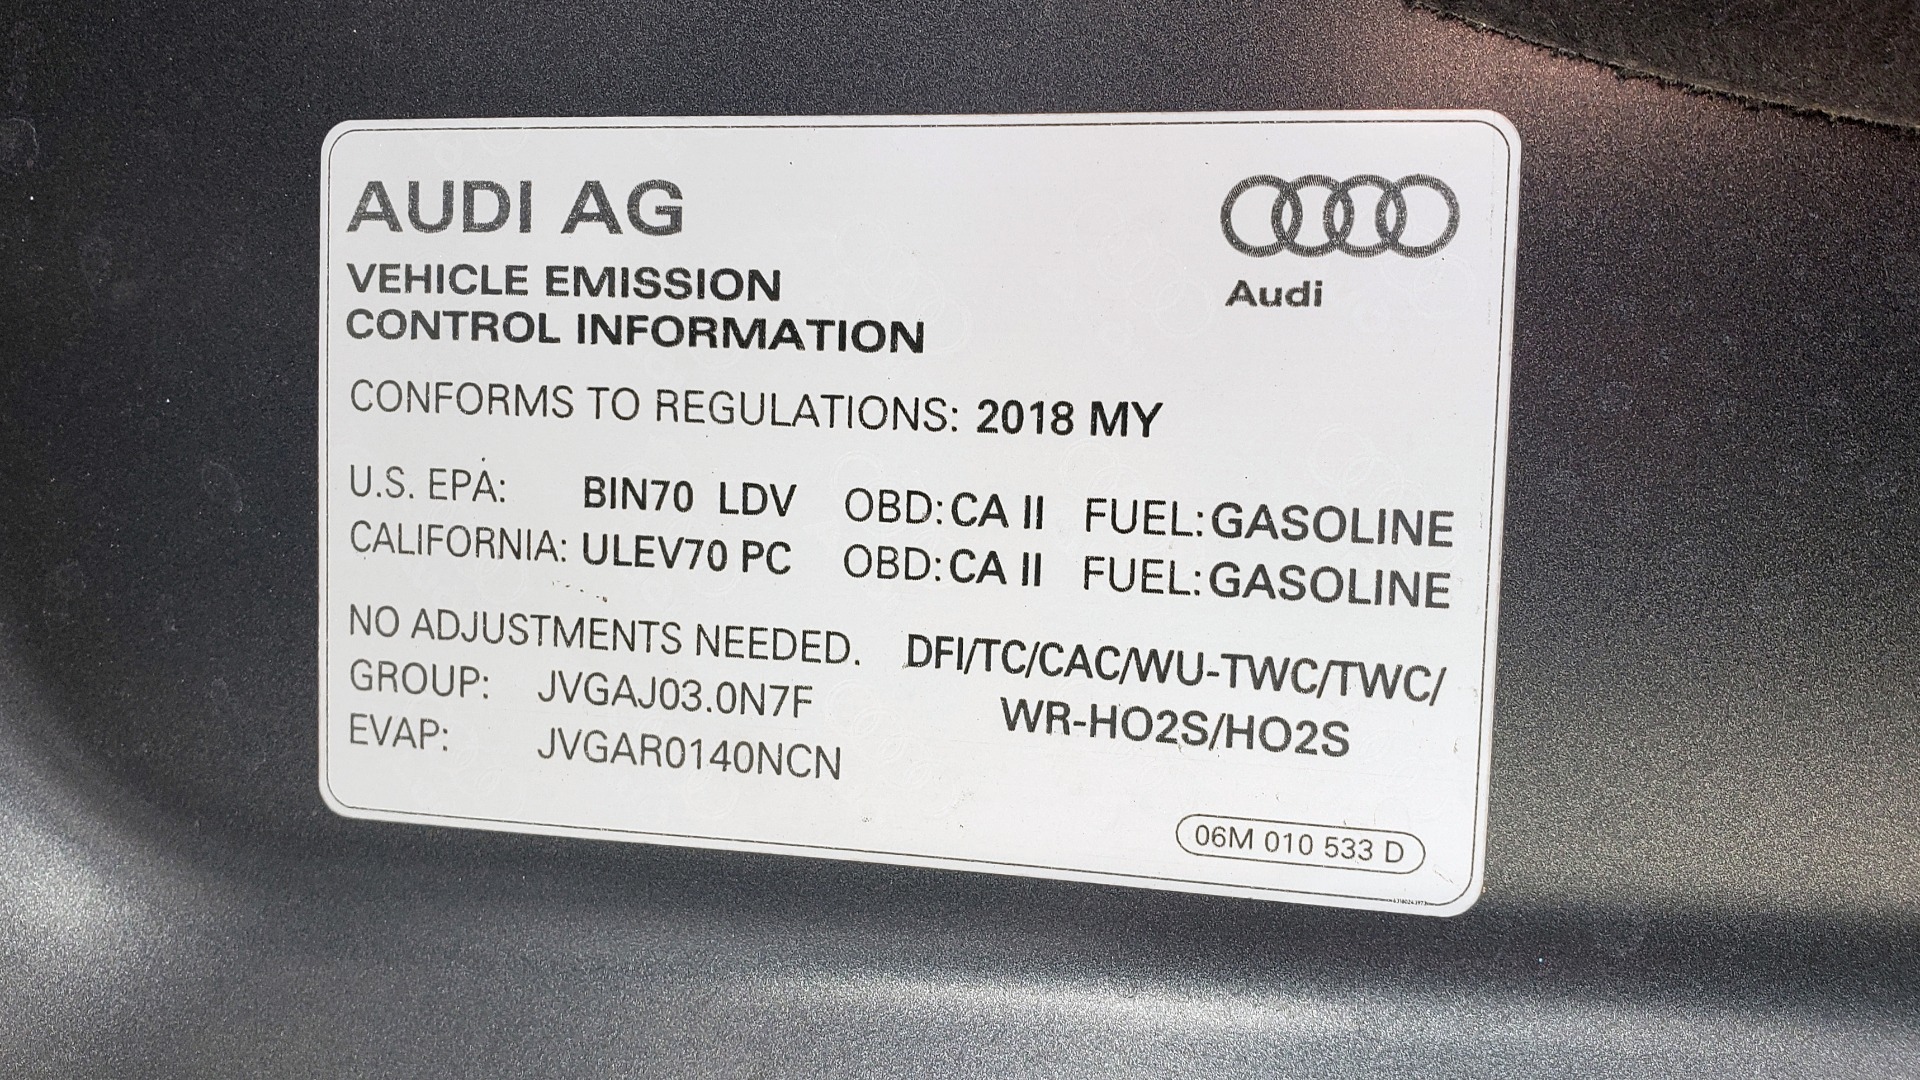 AUDI AG
Audi
VEHICLE EMISSION
CONTROL INFORMATION
CONFORMS TO REGULATIONS: 2018 MY
U.S. EPA: BIN70 LDV OBD: CA II FUEL: GASOLINE
CALIFORNIA: ULEV70 PC OBD: CA II FUEL: GASOLINE
NO ADJUSTMENTS NEEDED. DFI/TC/CAC/WU-TWC/TWC/
WR-HO2S/HO2S
GROUP: JVGAJ03.0N7F
EVAP: JVGAR0140NCN
06M 010 533 D